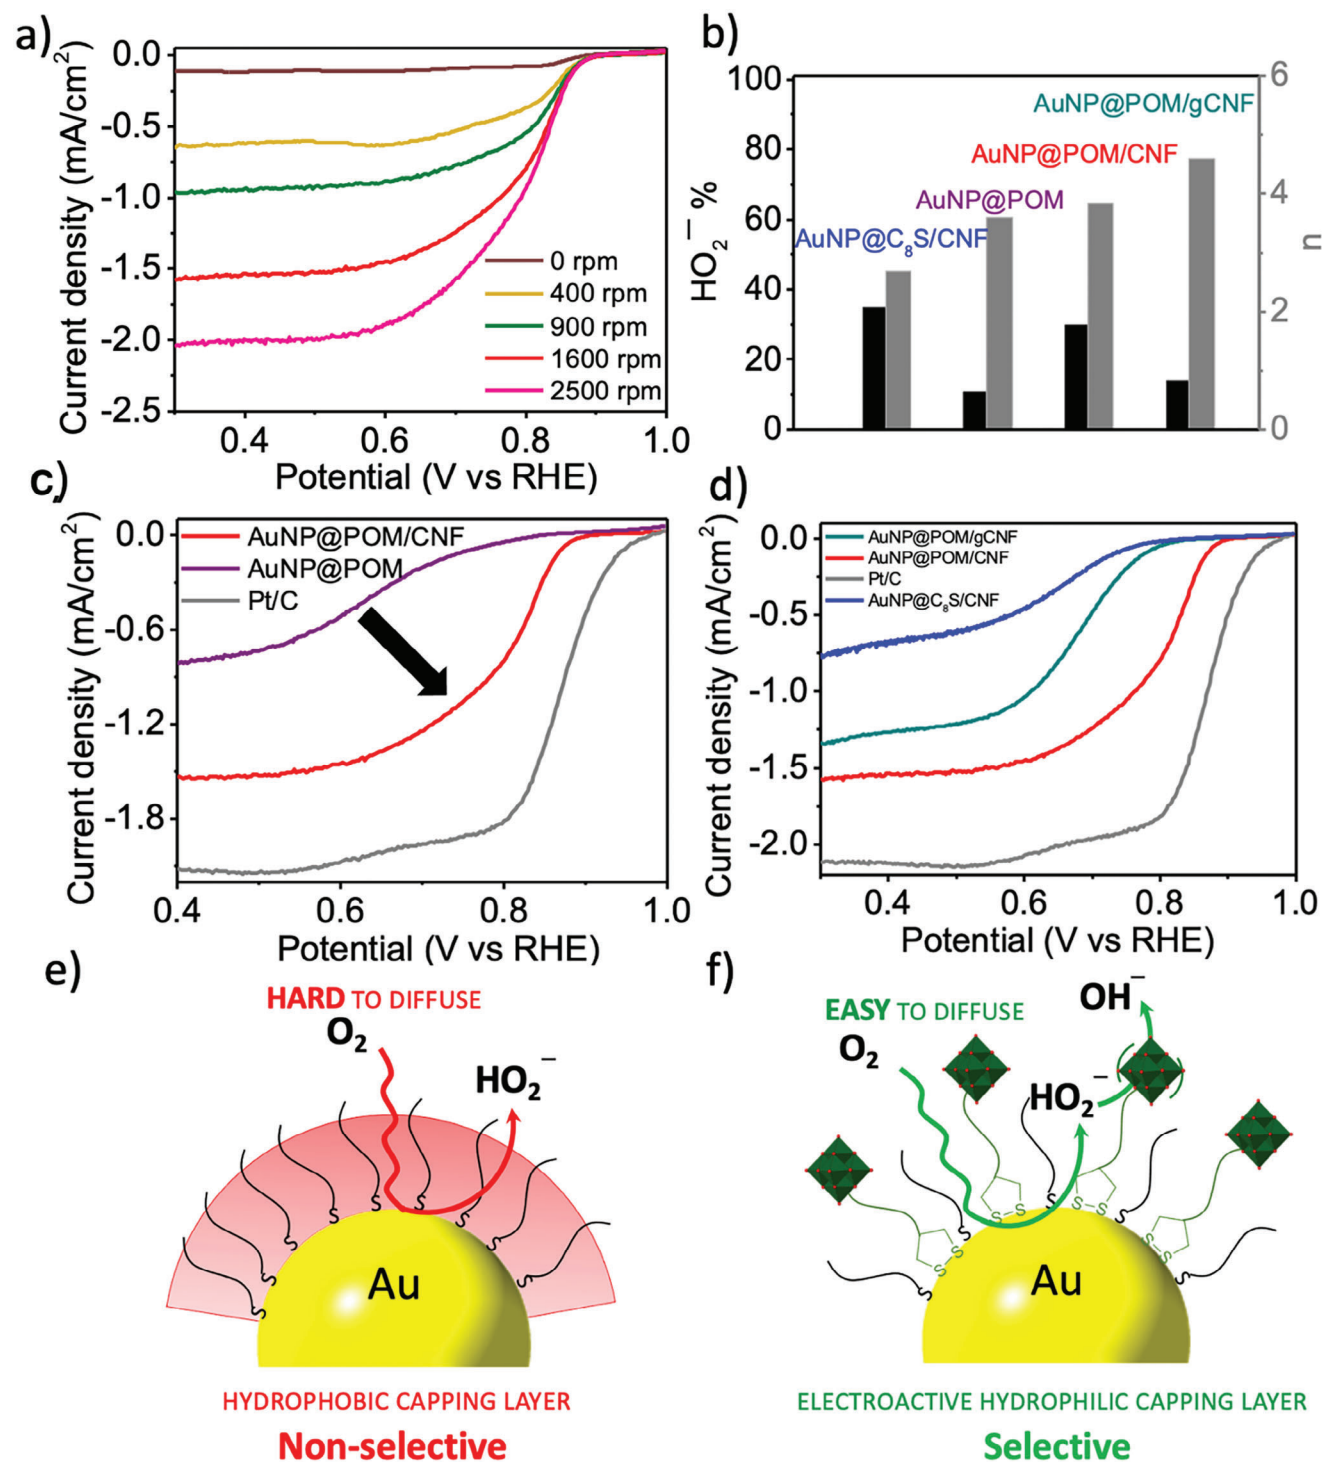 a)
0.0
-0.5
-1.0
-1.5
-2.0
-2.5
Current density (mA/cm²)
0 rpm
400 rpm
900 rpm
1600 rpm
2500 rpm
0.4 0.6 0.8 1.0
Potential (V vs RHE)
b)
100
80
60
40
20
0
HO₂⁻ %
AuNP@POM/gCNF
AuNP@POM/CNF
AuNP@POM
AuNP@C₈S/CNF
6
4
2
0
n
c)
0.0
-0.6
-1.2
-1.8
Current density (mA/cm²)
AuNP@POM/CNF
AuNP@POM
Pt/C
0.4 0.6 0.8 1.0
Potential (V vs RHE)
d)
0.0
-0.5
-1.0
-1.5
-2.0
Current density (mA/cm²)
AuNP@POM/gCNF
AuNP@POM/CNF
Pt/C
AuNP@C₈S/CNF
0.4 0.6 0.8 1.0
Potential (V vs RHE)
e)
HARD TO DIFFUSE
O₂
HO₂⁻
S S S S S S S S
Au
HYDROPHOBIC CAPPING LAYER
Non-selective
f)
EASY TO DIFFUSE
O₂
OH⁻
HO₂⁻
S S S S S S S S S S S S S
Au
ELECTROACTIVE HYDROPHILIC CAPPING LAYER
Selective